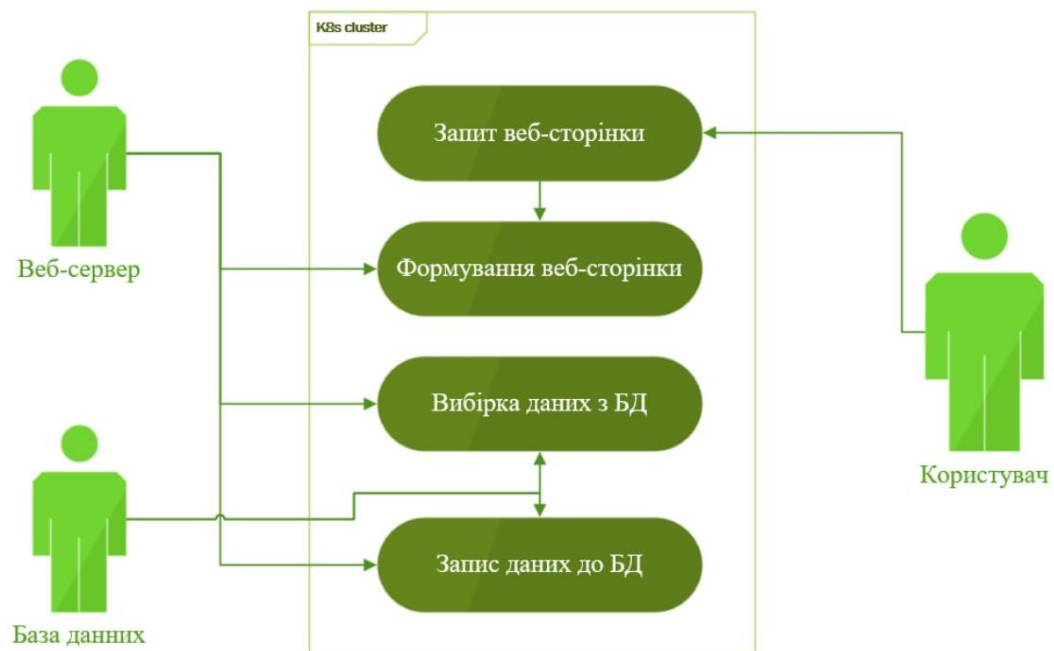 K8s cluster
Запит веб-сторінки
Веб-сервер
Формування веб-сторінки
Вибірка даних з БД
Користувач
Запис даних до БД
База данних